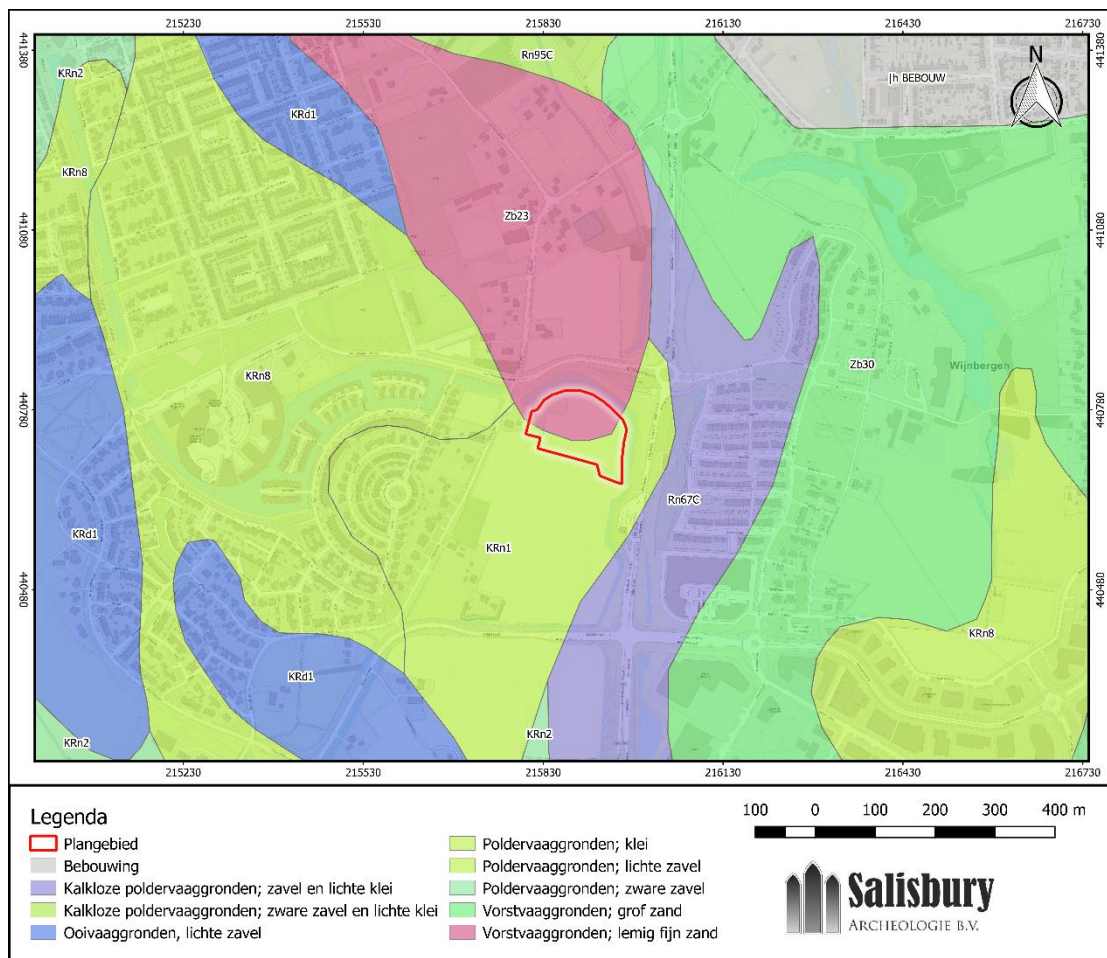 215230 215530 215830 216130 216430 216730
441380 441380
Rn95C
KRn2
|h BEBOUW
N
KRd1
KRn8
Zb23
441080 441080
Zb30
Wijnbergen
KRn8
440780 440780
Rn67C
KRd1
KRn1
440480 440480
KRn8
KRd1
KRn2
KRn2
215230 215530 215830 216130 216430 216730
Legenda
Plangebied
Bebouwing
Kalkloze poldervaaggronden; zavel en lichte klei
Kalkloze poldervaaggronden; zware zavel en lichte klei
Ooivaaggronden, lichte zavel
Poldervaaggronden; klei
Poldervaaggronden; lichte zavel
Poldervaaggronden; zware zavel
Vorstvaaggronden; grof zand
Vorstvaaggronden; lemig fijn zand
100 0 100 200 300 400 m
Salisbury
ARCHEOLOGIE B.V.